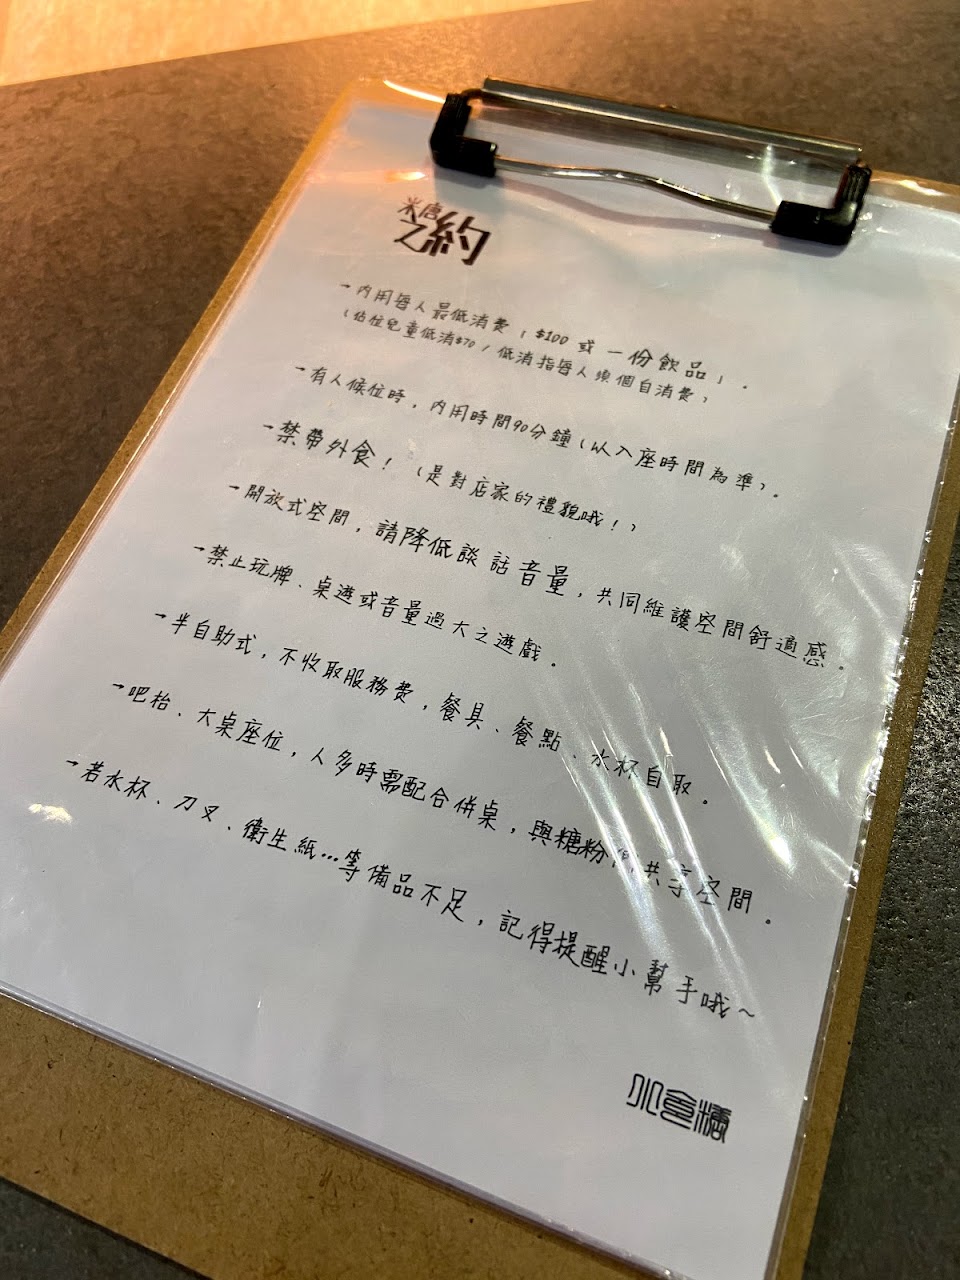 米唐之約
→內用每人最低消費「$100 或 一份飲品」.
(佔位兒童低消$70 / 低消指每人須個自消費)
→有人候位時, 內用時間90分鐘(以入座時間為準).
→禁帶外食! (是對店家的禮貌哦!)
→開放式空間, 請降低談話音量, 共同維護空間舒適感.
→禁止玩牌、桌遊或音量過大之遊戲.
→半自助式, 不收取服務費, 餐具、餐點、水杯自取.
→吧枱、大桌座位, 人多時需配合併桌, 與糖粉們共享空間.
→若水杯、刀叉、衛生紙…等備品不足, 記得提醒小幫手哦~
小食糖